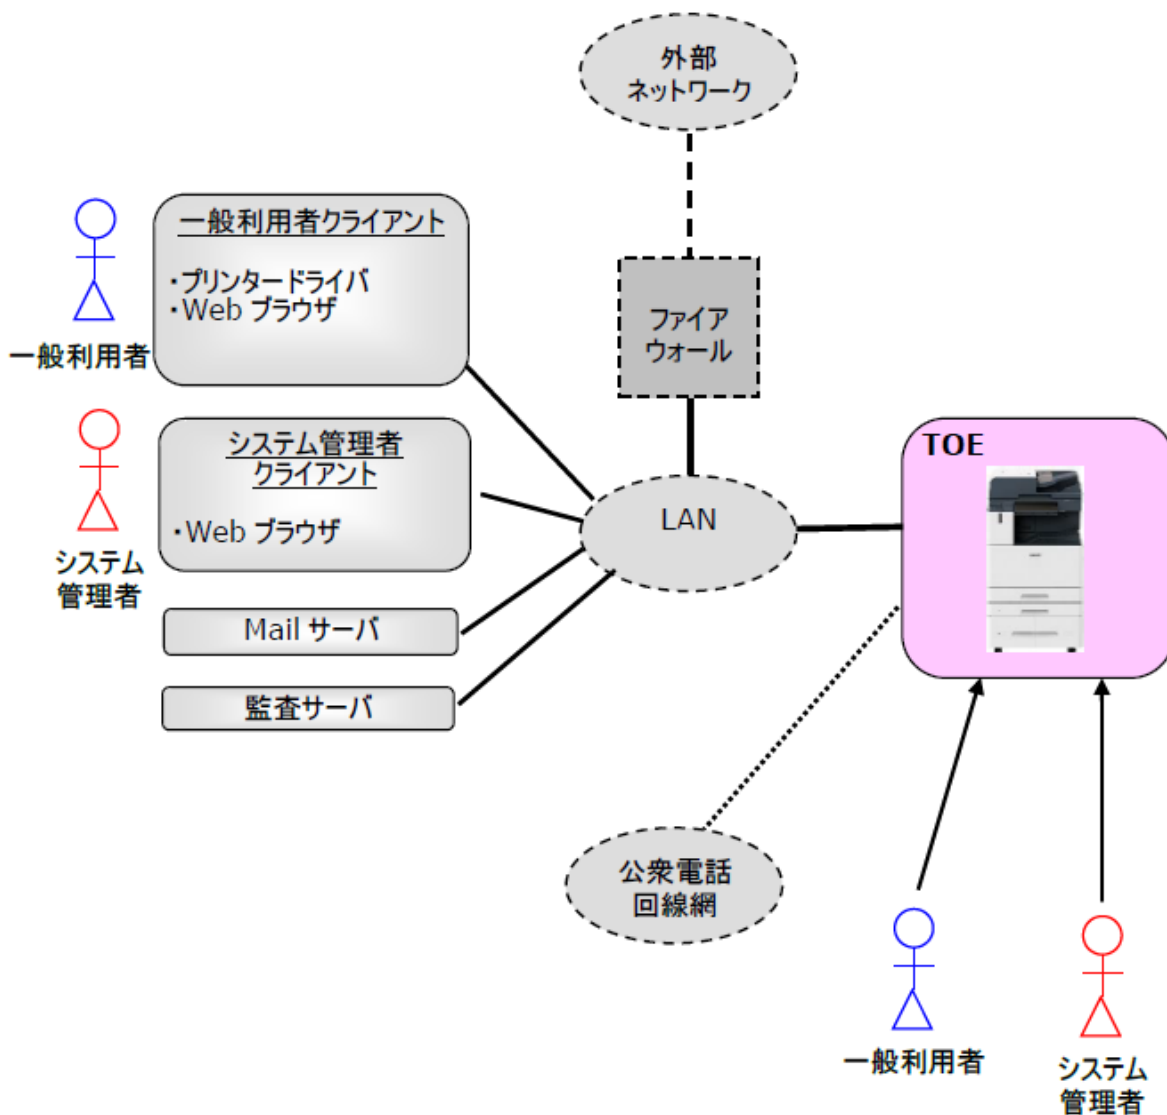 外部
ネットワーク
一般利用者クライアント
・プリンタードライバ
・Web ブラウザ
一般利用者
ファイア
ウォール
システム管理者
クライアント
・Web ブラウザ
システム
管理者
LAN
TOE
Mail サーバ
監査サーバ
公衆電話
回線網
一般利用者
システム
管理者